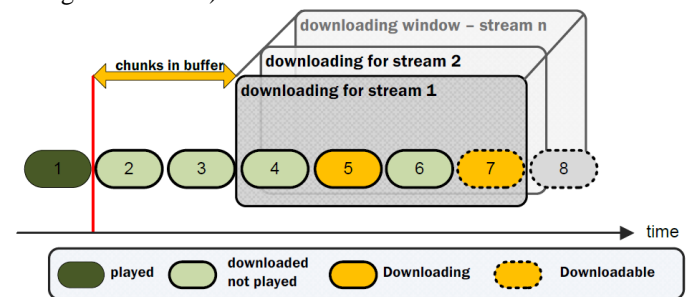 downloading window – stream n
chunks in buffer
downloading for stream 2
downloading for stream 1
1 2 3 4 5 6 7 8
time
played
downloaded
not played
Downloading
Downloadable